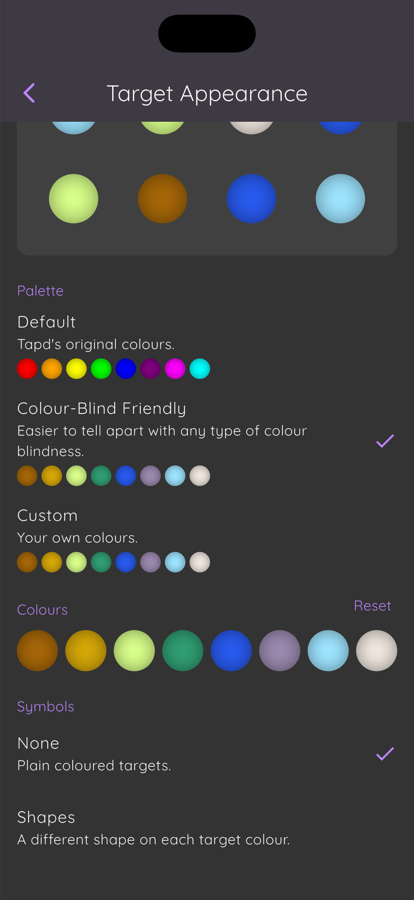 Target Appearance
Palette
Default
Tapd's original colours.
Colour-Blind Friendly
Easier to tell apart with any type of colour
blindness.
Custom
Your own colours.
Colours
Reset
Symbols
None
Plain coloured targets.
Shapes
A different shape on each target colour.